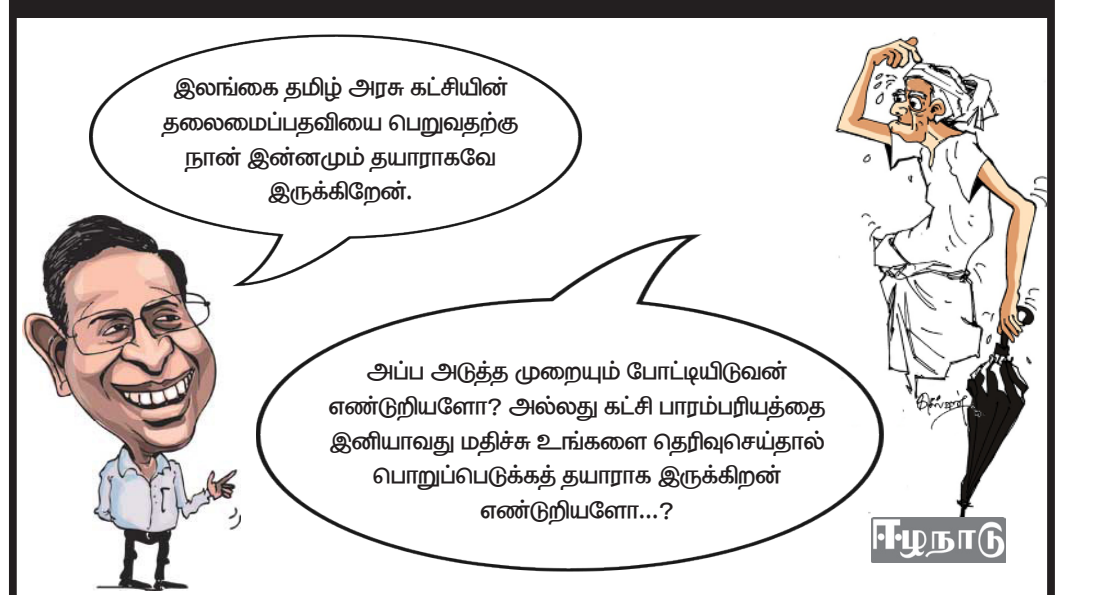 இலங்கை தமிழ் அரசு கட்சியின்
தலைமைப்பதவியை பெறுவதற்கு
நான் இன்னமும் தயாராகவே
இருக்கிறேன்.
அப்ப அடுத்த முறையும் போட்டியிடுவன்
எண்டுறியளோ? அல்லது கட்சி பாரம்பரியத்தை
இனியாவது மதிச்சு உங்களை தெரிவுசெய்தால்
பொறுப்பெடுக்கத் தயாராக இருக்கிறன்
எண்டுறியளோ...?
ஈழநாடு